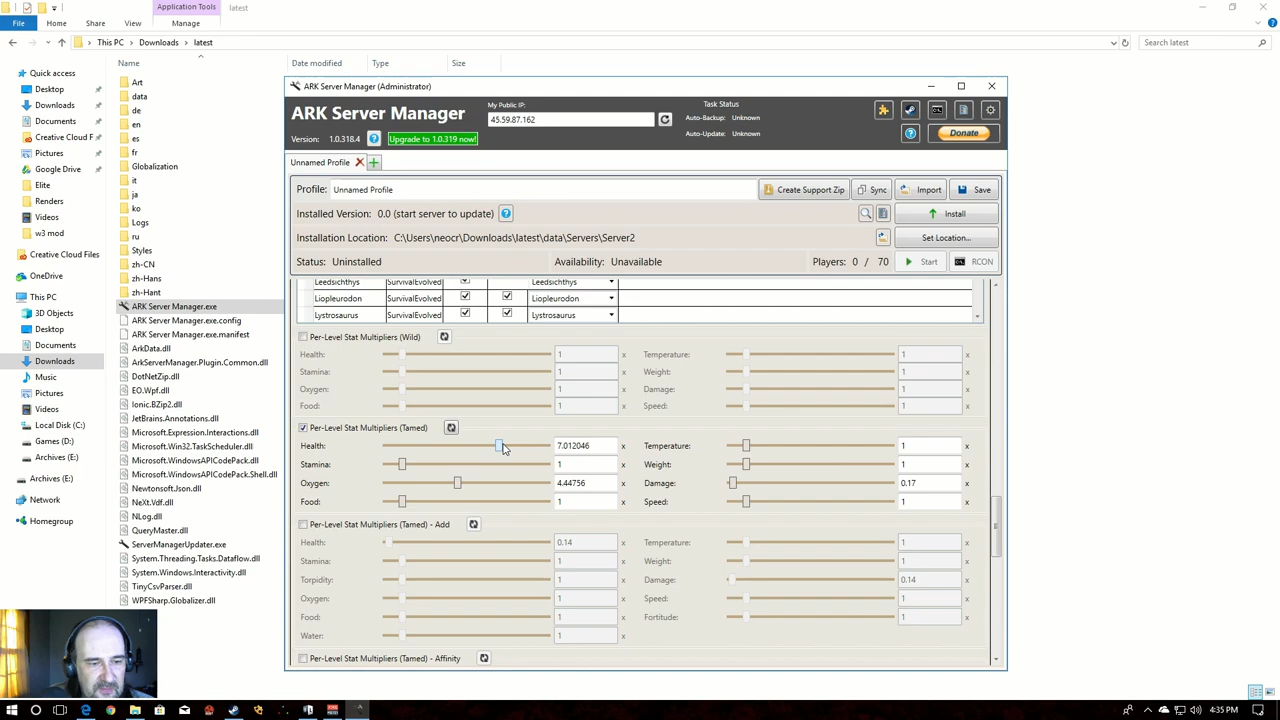 Application Tools
latest
File
Home
Share
View
Manage
This PC
Downloads
latest
Search latest
Name
Date modified
Type
Size
Quick access
Desktop
Downloads
Documents
Creative Cloud F
Pictures
Google Drive
Elite
Renders
Videos
w3 mod
Creative Cloud Files
OneDrive
This PC
3D Objects
Desktop
Documents
Downloads
Music
Pictures
Videos
Local Disk (C:)
Games (D:)
Archives (E:)
Network
Homegroup
Art
data
de
en
es
fr
Globalization
it
ja
ko
Logs
ru
Styles
zh-CN
zh-Hans
zh-Hant
ARK Server Manager.exe
ARK Server Manager.exe.config
ARK Server Manager.exe.manifest
ArkData.dll
ArkServerManager.Plugin.Common.dll
DotNetZip.dll
EO.Wpf.dll
Ionic.BZip2.dll
JetBrains.Annotations.dll
Microsoft.Expression.Interactions.dll
Microsoft.Win32.TaskScheduler.dll
Microsoft.WindowsAPICodePack.dll
Microsoft.WindowsAPICodePack.Shell.dll
Newtonsoft.Json.dll
NeXt.Vdf.dll
NLog.dll
QueryMaster.dll
ServerManagerUpdater.exe
System.Threading.Tasks.Dataflow.dll
System.Windows.Interactivity.dll
TinyCsvParser.dll
WPFSharp.Globalizer.dll
ARK Server Manager (Administrator)
ARK Server Manager
My Public IP:
45.59.87.162
Task Status
Auto-Backup: Unknown
Auto-Update: Unknown
Version: 1.0.318.4
Upgrade to 1.0.319 now!
Donate
Unnamed Profile
Profile: Unnamed Profile
Create Support Zip
Sync
Import
Save
Installed Version: 0.0 (start server to update)
Install
Installation Location: C:\Users\neocr\Downloads\latest\data\Servers\Server2
Set Location...
Status: Uninstalled
Availability: Unavailable
Players: 0 / 70
Start
RCON
Leedsichthys SurvivalEvolved Leedsichthys
Liopleurodon SurvivalEvolved Liopleurodon
Lystrosaurus SurvivalEvolved Lystrosaurus
Per-Level Stat Multipliers (Wild)
Health: 1 x Temperature: 1 x
Stamina: 1 x Weight: 1 x
Oxygen: 1 x Damage: 1 x
Food: 1 x Speed: 1 x
Per-Level Stat Multipliers (Tamed)
Health: 7.012046 x Temperature: 1 x
Stamina: 1 x Weight: 1 x
Oxygen: 4.44756 x Damage: 0.17 x
Food: 1 x Speed: 1 x
Per-Level Stat Multipliers (Tamed) - Add
Health: 0.14 x Temperature: 1 x
Stamina: 1 x Weight: 1 x
Torpidity: 1 x Damage: 0.14 x
Oxygen: 1 x Speed: 1 x
Food: 1 x Fortitude: 1 x
Water: 1 x
Per-Level Stat Multipliers (Tamed) - Affinity
4:35 PM